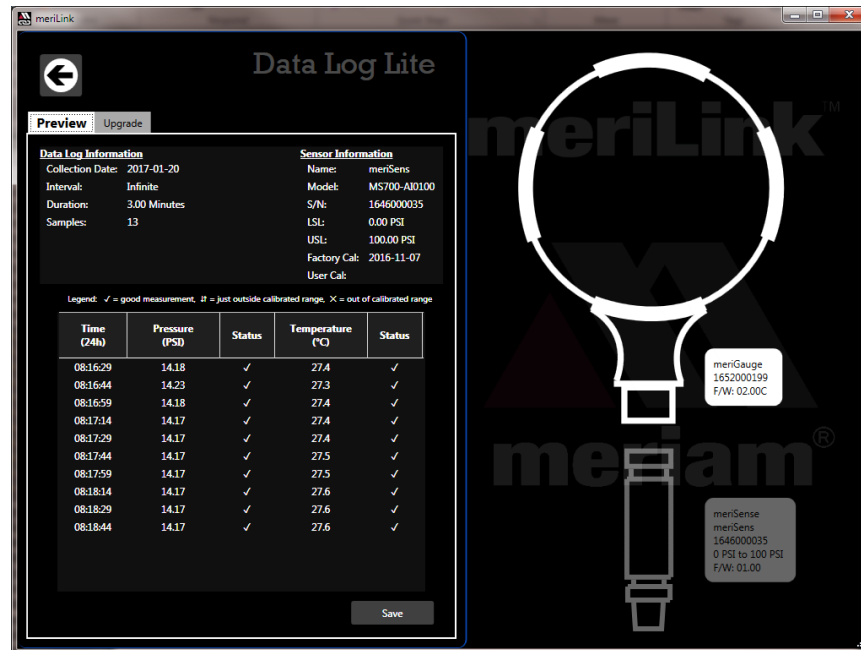 meriLink
Data Log Lite
Preview Upgrade
Data Log Information
Collection Date: 2017-01-20
Interval: Infinite
Duration: 3.00 Minutes
Samples: 13
Sensor Information
Name: meriSens
Model: MS700-AI0100
S/N: 1646000035
LSL: 0.00 PSI
USL: 100.00 PSI
Factory Cal: 2016-11-07
User Cal:
Legend: ✓ = good measurement, ⇵ = just outside calibrated range, ✕ = out of calibrated range
Time (24h) Pressure (PSI) Status Temperature (°C) Status
08:16:29 14.18 ✓ 27.4 ✓
08:16:44 14.23 ✓ 27.3 ✓
08:16:59 14.18 ✓ 27.4 ✓
08:17:14 14.17 ✓ 27.4 ✓
08:17:29 14.17 ✓ 27.4 ✓
08:17:44 14.17 ✓ 27.5 ✓
08:17:59 14.17 ✓ 27.5 ✓
08:18:14 14.17 ✓ 27.6 ✓
08:18:29 14.17 ✓ 27.6 ✓
08:18:44 14.17 ✓ 27.6 ✓
Save
meriLink™
meriGauge
1652000199
F/W: 02.00C
meriam®
meriSense
meriSens
1646000035
0 PSI to 100 PSI
F/W: 01.00